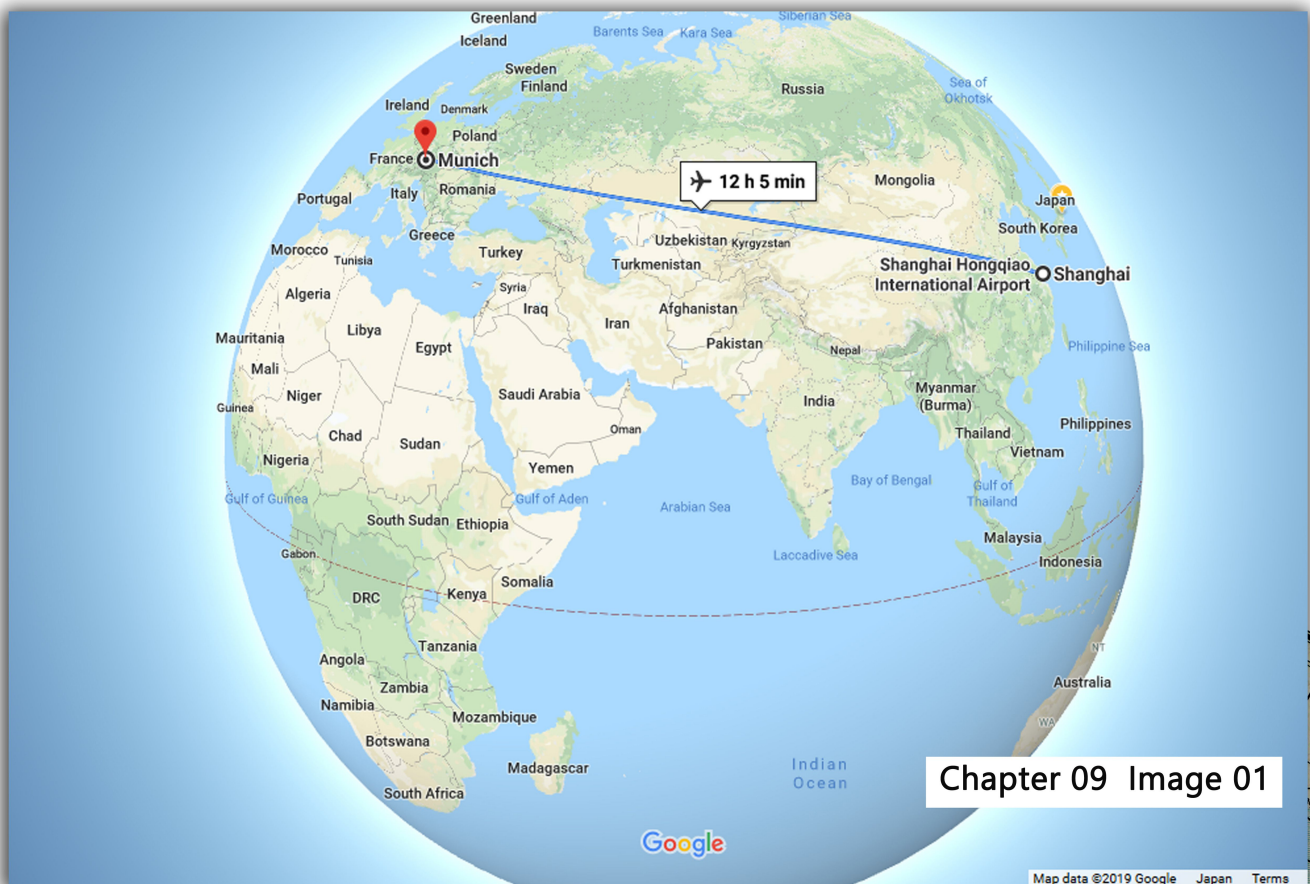 Siberian Sea
Greenland
Barents Sea
Kara Sea
Iceland
Sweden
Finland
Russia
Sea of
Okhotsk
Ireland
Denmark
Poland
France
Munich
12 h 5 min
Mongolia
Italy
Romania
Portugal
Japan
South Korea
Greece
Uzbekistan
Kyrgyzstan
Morocco
Tunisia
Turkey
Turkmenistan
Shanghai Hongqiao
International Airport
Shanghai
Syria
Algeria
Iraq
Afghanistan
Iran
Libya
Mauritania
Egypt
Pakistan
Nepal
Philippine Sea
Mali
Niger
Saudi Arabia
India
Myanmar
(Burma)
Guinea
Chad
Sudan
Oman
Thailand
Philippines
Vietnam
Nigeria
Yemen
Bay of Bengal
Gulf of
Thailand
Gulf of Guinea
Gulf of Aden
Arabian Sea
South Sudan
Ethiopia
Malaysia
Gabon
Laccadive Sea
Indonesia
Somalia
DRC
Kenya
Tanzania
NT
Angola
Australia
Zambia
Namibia
Mozambique
WA
Botswana
Madagascar
Indian
Ocean
Chapter 09 Image 01
South Africa
Google
Map data ©2019 Google Japan Terms